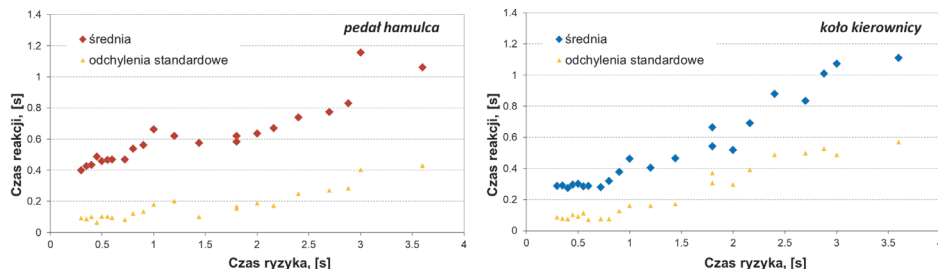 pedał hamulca
średnia
odchylenia standardowe
Czas reakcji, [s]
1.4
1.2
1
0.8
0.6
0.4
0.2
0
0 0.5 1 1.5 2 2.5 3 3.5 4
Czas ryzyka, [s]
koło kierownicy
średnia
odchylenia standardowe
Czas reakcji, [s]
1.4
1.2
1
0.8
0.6
0.4
0.2
0
0 0.5 1 1.5 2 2.5 3 3.5 4
Czas ryzyka, [s]